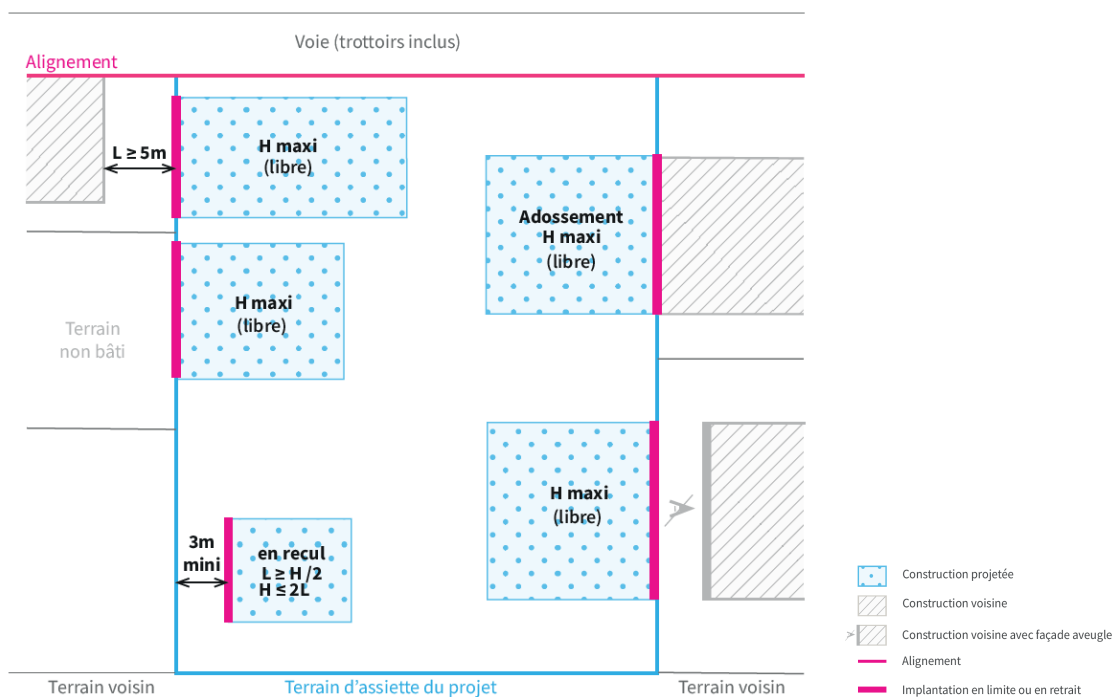 Voie (trottoirs inclus)
Alignement
L ≥ 5m
H maxi
(libre)
Adossement
H maxi
(libre)
H maxi
(libre)
Terrain
non bâti
H maxi
(libre)
3m
mini
en recul
L ≥ H /2
H ≤ 2L
Construction projetée
Construction voisine
Construction voisine avec façade aveugle
Alignement
Implantation en limite ou en retrait
Terrain voisin
Terrain d’assiette du projet
Terrain voisin